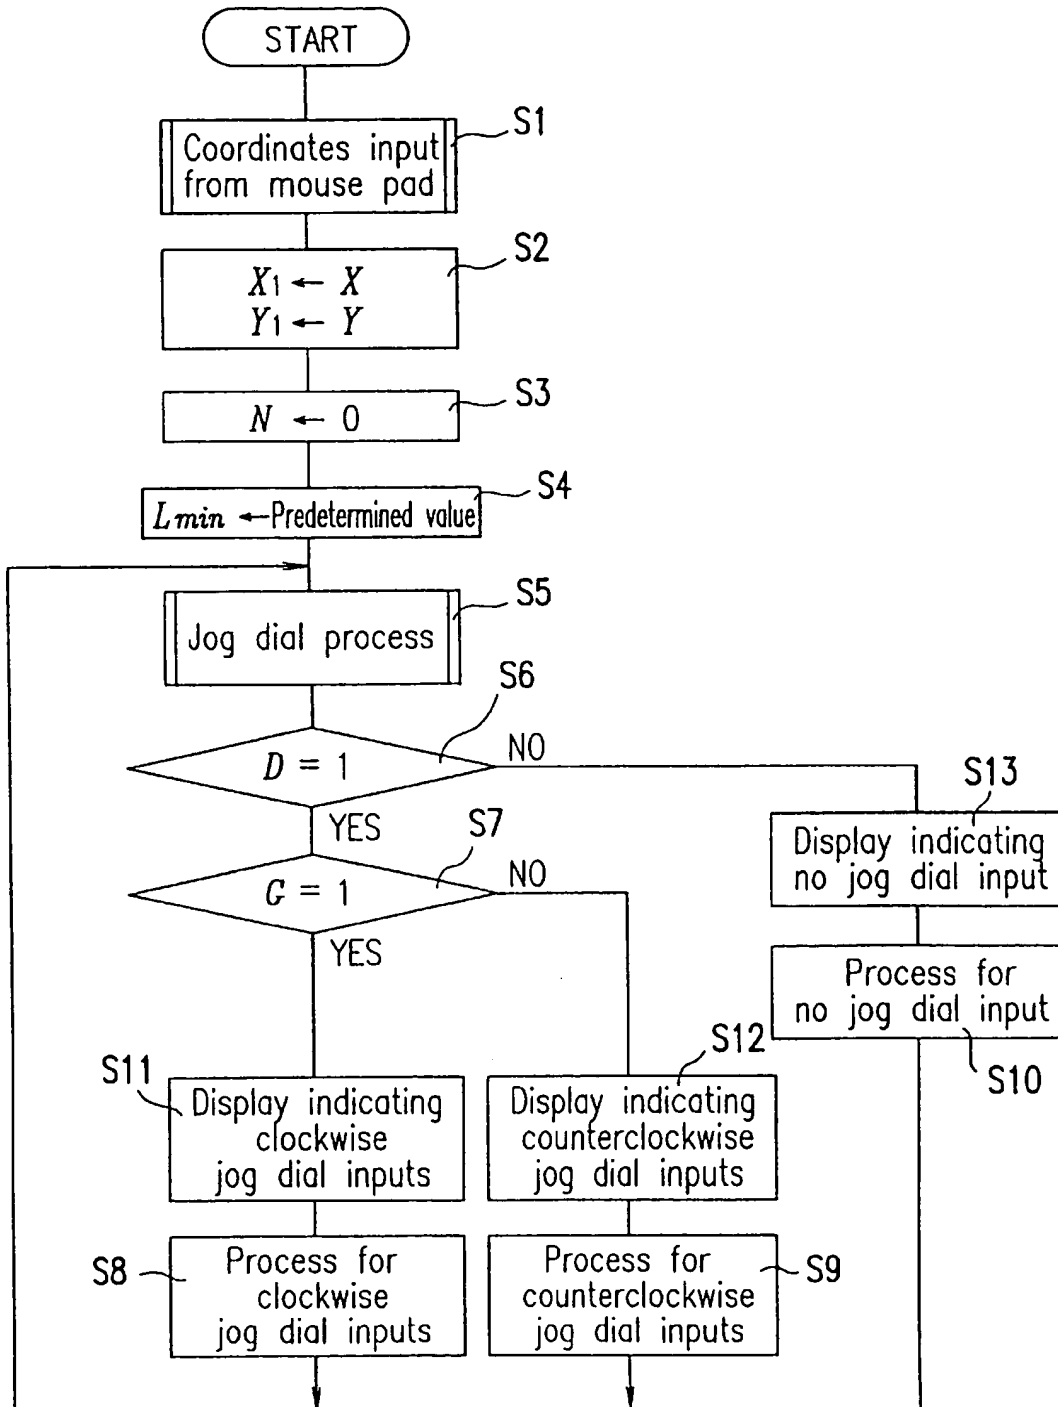 START
S1
Coordinates input
from mouse pad
S2
X1 ← X
Y1 ← Y
S3
N ← 0
S4
Lmin ← Predetermined value
S5
Jog dial process
S6
D = 1
NO
YES
S7
G = 1
NO
YES
S13
Display indicating
no jog dial input
Process for
no jog dial input
S10
S11
Display indicating
clockwise
jog dial inputs
S12
Display indicating
counterclockwise
jog dial inputs
S8
Process for
clockwise
jog dial inputs
Process for
counterclockwise
jog dial inputs
S9